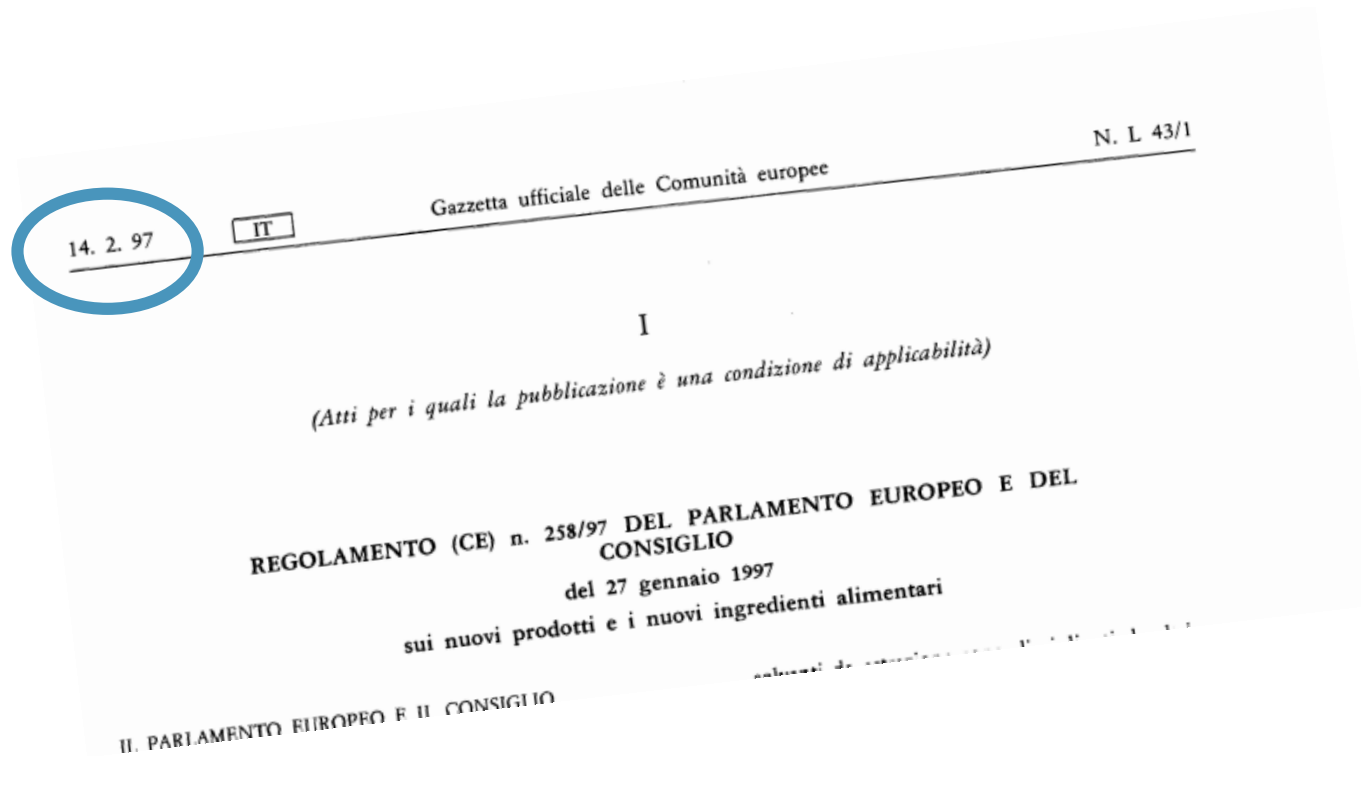 14. 2. 97 IT Gazzetta ufficiale delle Comunità europee N. L 43/1
I
(Atti per i quali la pubblicazione è una condizione di applicabilità)
REGOLAMENTO (CE) n. 258/97 DEL PARLAMENTO EUROPEO E DEL
CONSIGLIO
del 27 gennaio 1997
sui nuovi prodotti e i nuovi ingredienti alimentari
IL PARLAMENTO EUROPEO E IL CONSIGLIO